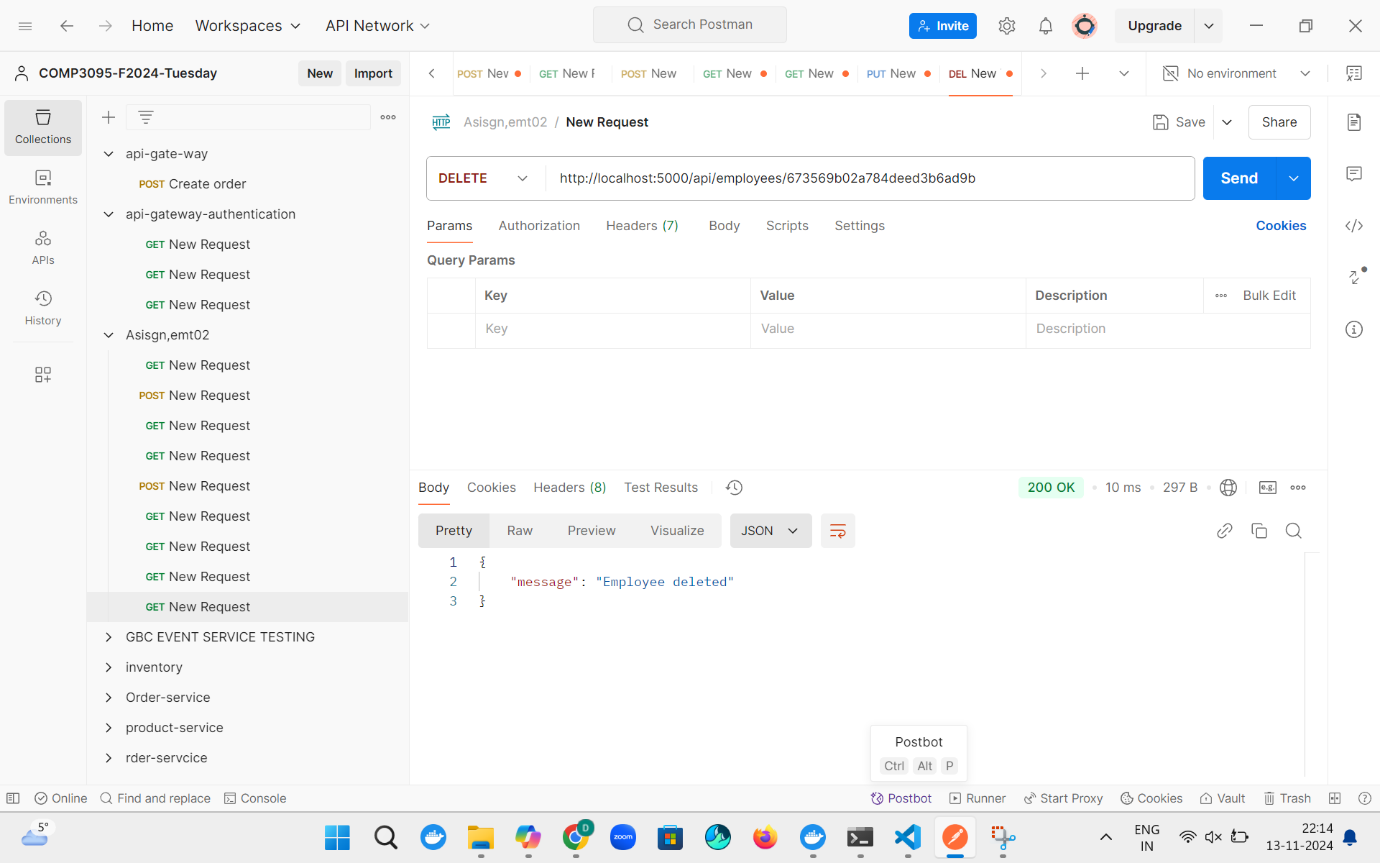 Home Workspaces API Network Search Postman Invite Upgrade
COMP3095-F2024-Tuesday New Import
POST New GET New POST New GET New GET New PUT New DEL New No environment
Collections
Environments
APIs
History
api-gate-way
POST Create order
api-gateway-authentication
GET New Request
GET New Request
GET New Request
Asisgn,emt02
GET New Request
POST New Request
GET New Request
GET New Request
POST New Request
GET New Request
GET New Request
GET New Request
GET New Request
GBC EVENT SERVICE TESTING
inventory
Order-service
product-service
rder-servcice
HTTP Asisgn,emt02 / New Request Save Share
DELETE http://localhost:5000/api/employees/673569b02a784deed3b6ad9b Send
Params Authorization Headers (7) Body Scripts Settings Cookies
Query Params
Key Value Description Bulk Edit
Key Value Description
Body Cookies Headers (8) Test Results 200 OK 10 ms 297 B e.g.
Pretty Raw Preview Visualize JSON
1 {
2 "message": "Employee deleted"
3 }
Postbot
Ctrl Alt P
Online Find and replace Console Postbot Runner Start Proxy Cookies Vault Trash
5° zoom D ENG 22:14
IN 13-11-2024